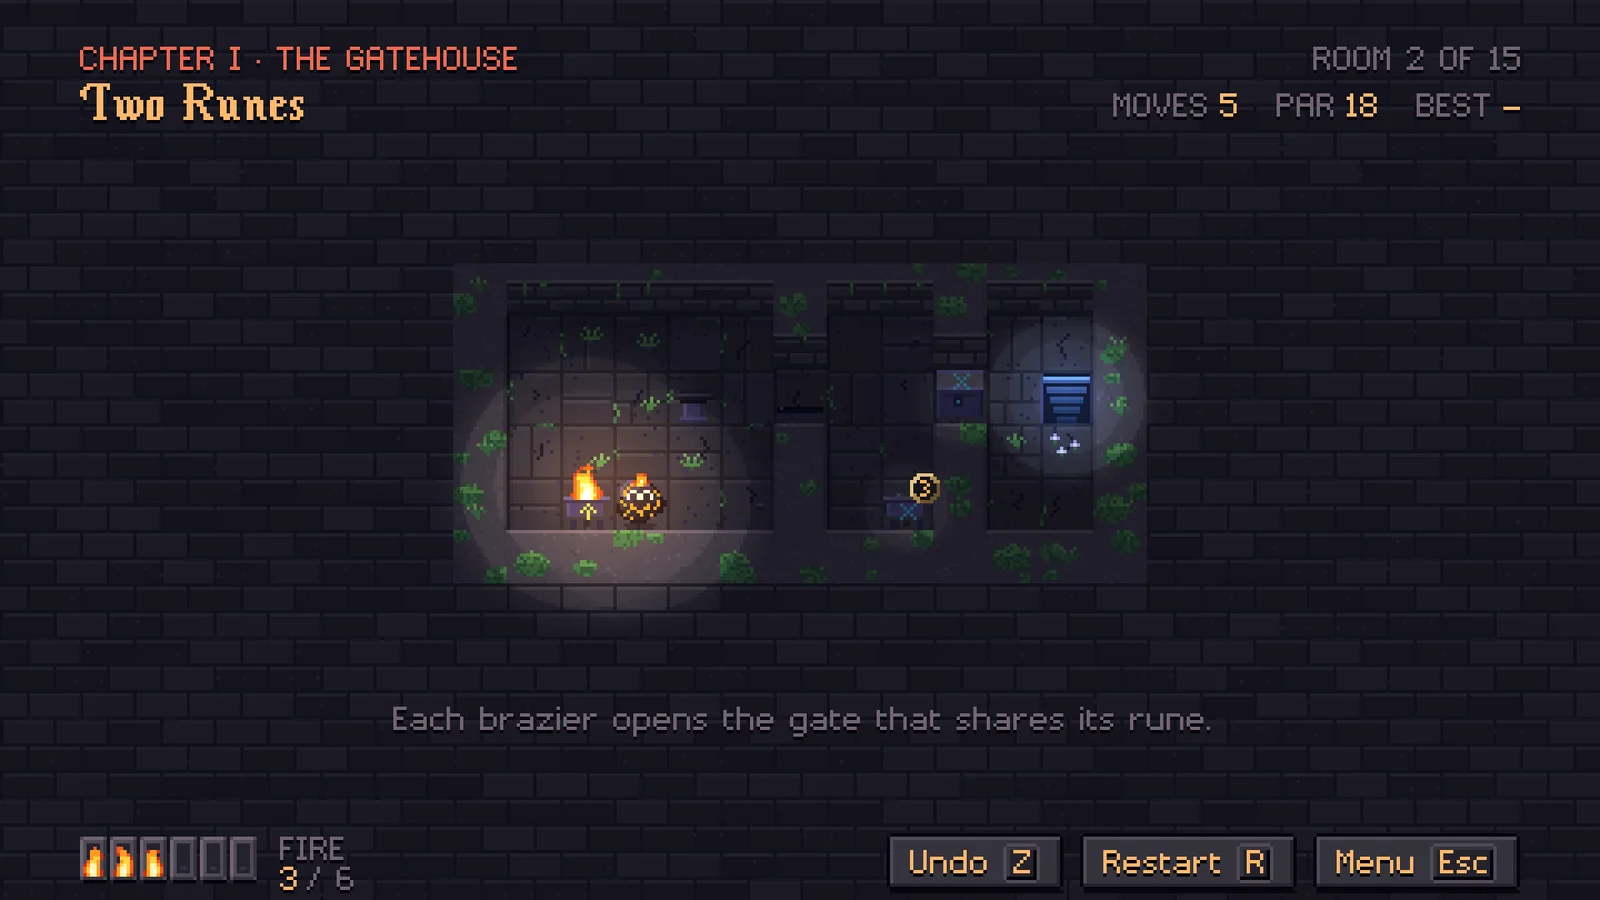 CHAPTER I · THE GATEHOUSE
Two Runes
ROOM 2 OF 15
MOVES 5 PAR 18 BEST –
3
Each brazier opens the gate that shares its rune.
FIRE
3 / 6
Undo Z
Restart R
Menu Esc